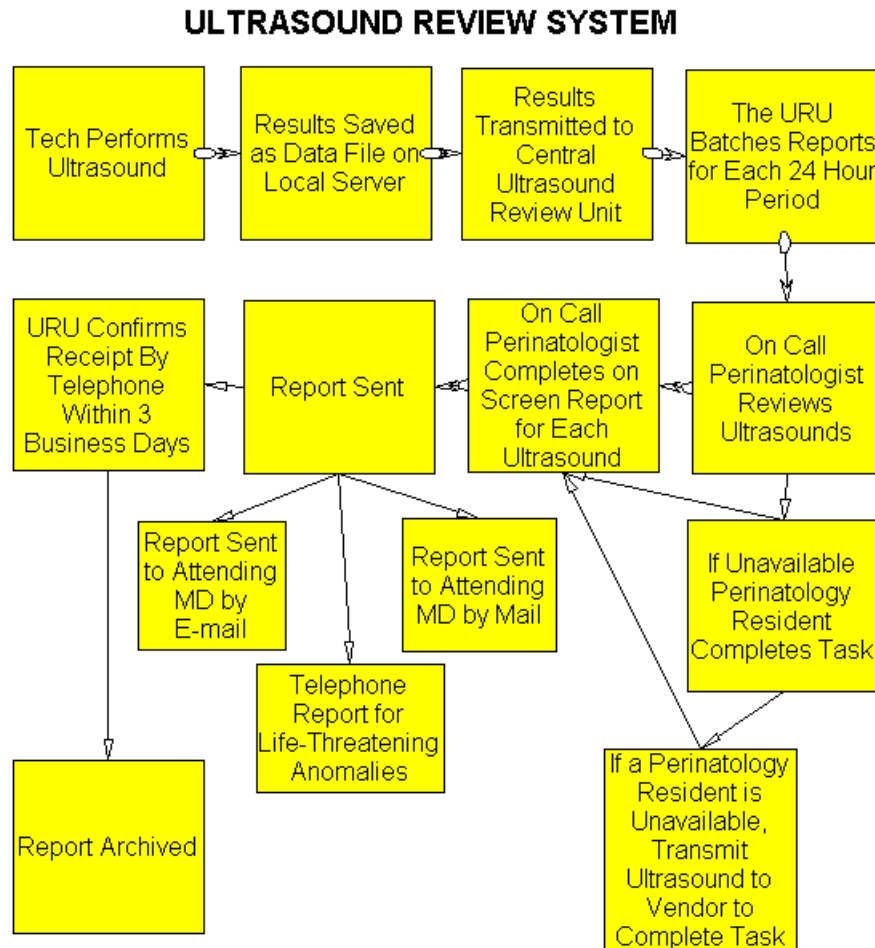 ULTRASOUND REVIEW SYSTEM
Tech Performs
Ultrasound
Results Saved
as Data File on
Local Server
Results
Transmitted to
Central
Ultrasound
Review Unit
The URU
Batches Reports
for Each 24 Hour
Period
URU Confirms
Receipt By
Telephone
Within 3
Business Days
Report Sent
On Call
Perinatologist
Completes on
Screen Report
for Each
Ultrasound
On Call
Perinatologist
Reviews
Ultrasounds
Report Sent
to Attending
MD by
E-mail
Report Sent
to Attending
MD by Mail
If Unavailable
Perinatology
Resident
Completes Task
Telephone
Report for
Life-Threatening
Anomalies
Report Archived
If a Perinatology
Resident is
Unavailable,
Transmit
Ultrasound to
Vendor to
Complete Task